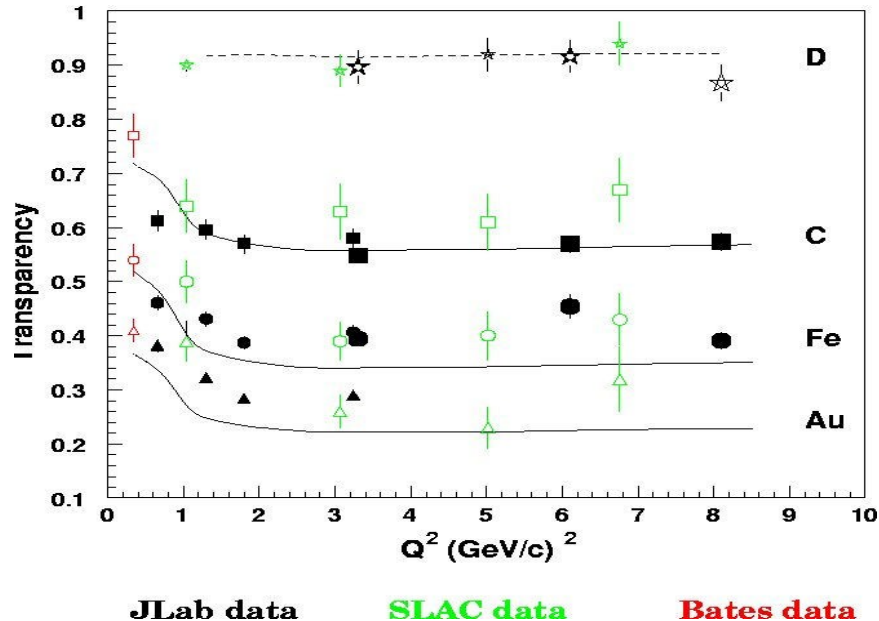 1
0.9
0.8
0.7
0.6
0.5
0.4
0.3
0.2
0.1
Transparency
D
C
Fe
Au
0 1 2 3 4 5 6 7 8 9 10
Q² (GeV/c) ²
JLab data SLAC data Bates data